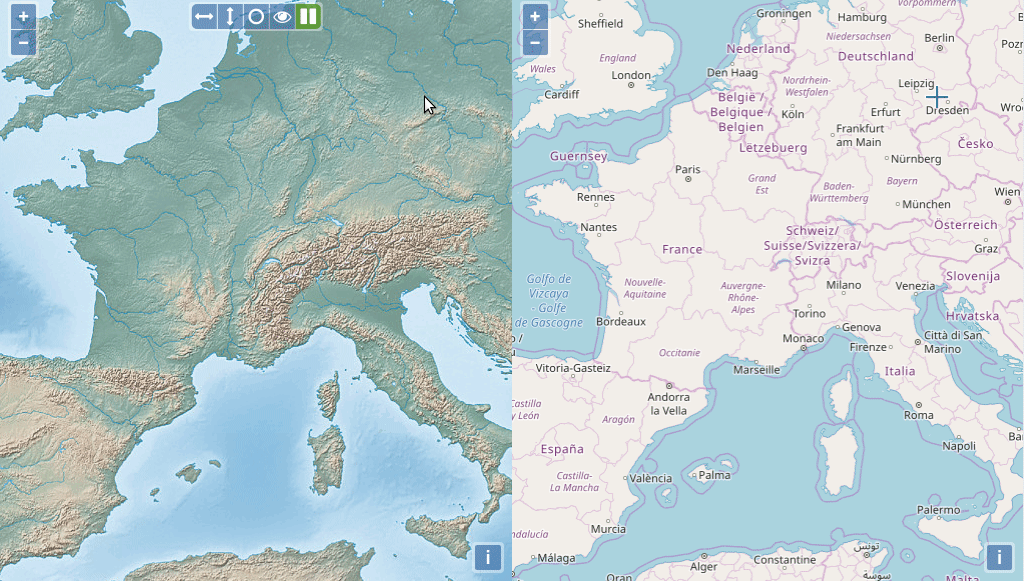 +
−
+
−
i
i
Vorpommern
Groningen
Hamburg
Sheffield
Niedersachsen
Berlin
Nederland
Deutschland
England
Wales
London
Den Haag
Nordrhein-
Westfalen
Leipzig
Cardiff
België /
Belgique /
Belgien
Köln
Erfurt
Dresden
Frankfurt
am Main
Česko
Lëtzebuerg
Guernsey
Nürnberg
Paris
Grand
Est
Bayern
Baden-
Württemberg
Rennes
Wien
München
Nantes
Österreich
Schweiz/
Suisse/Svizzera/
Svizra
France
Graz
Slovenija
Golfo de
Vizcaya
- Golfe
de Gascogne
Nouvelle-
Aquitaine
Auvergne-
Rhône-
Alpes
Milano
Venezia
Torino
Hrvatska
Bordeaux
Genova
Monaco
Firenze
Città di San
Marino
Occitanie
Vitoria-Gasteiz
Marseille
Italia
Andorra
la Vella
Castilla
y León
Aragón
Roma
España
Napoli
Castilla-
La Mancha
València
Palma
Palermo
Murcia
Málaga
Oran
Alger
Constantine
تونس
سوسة
Malta